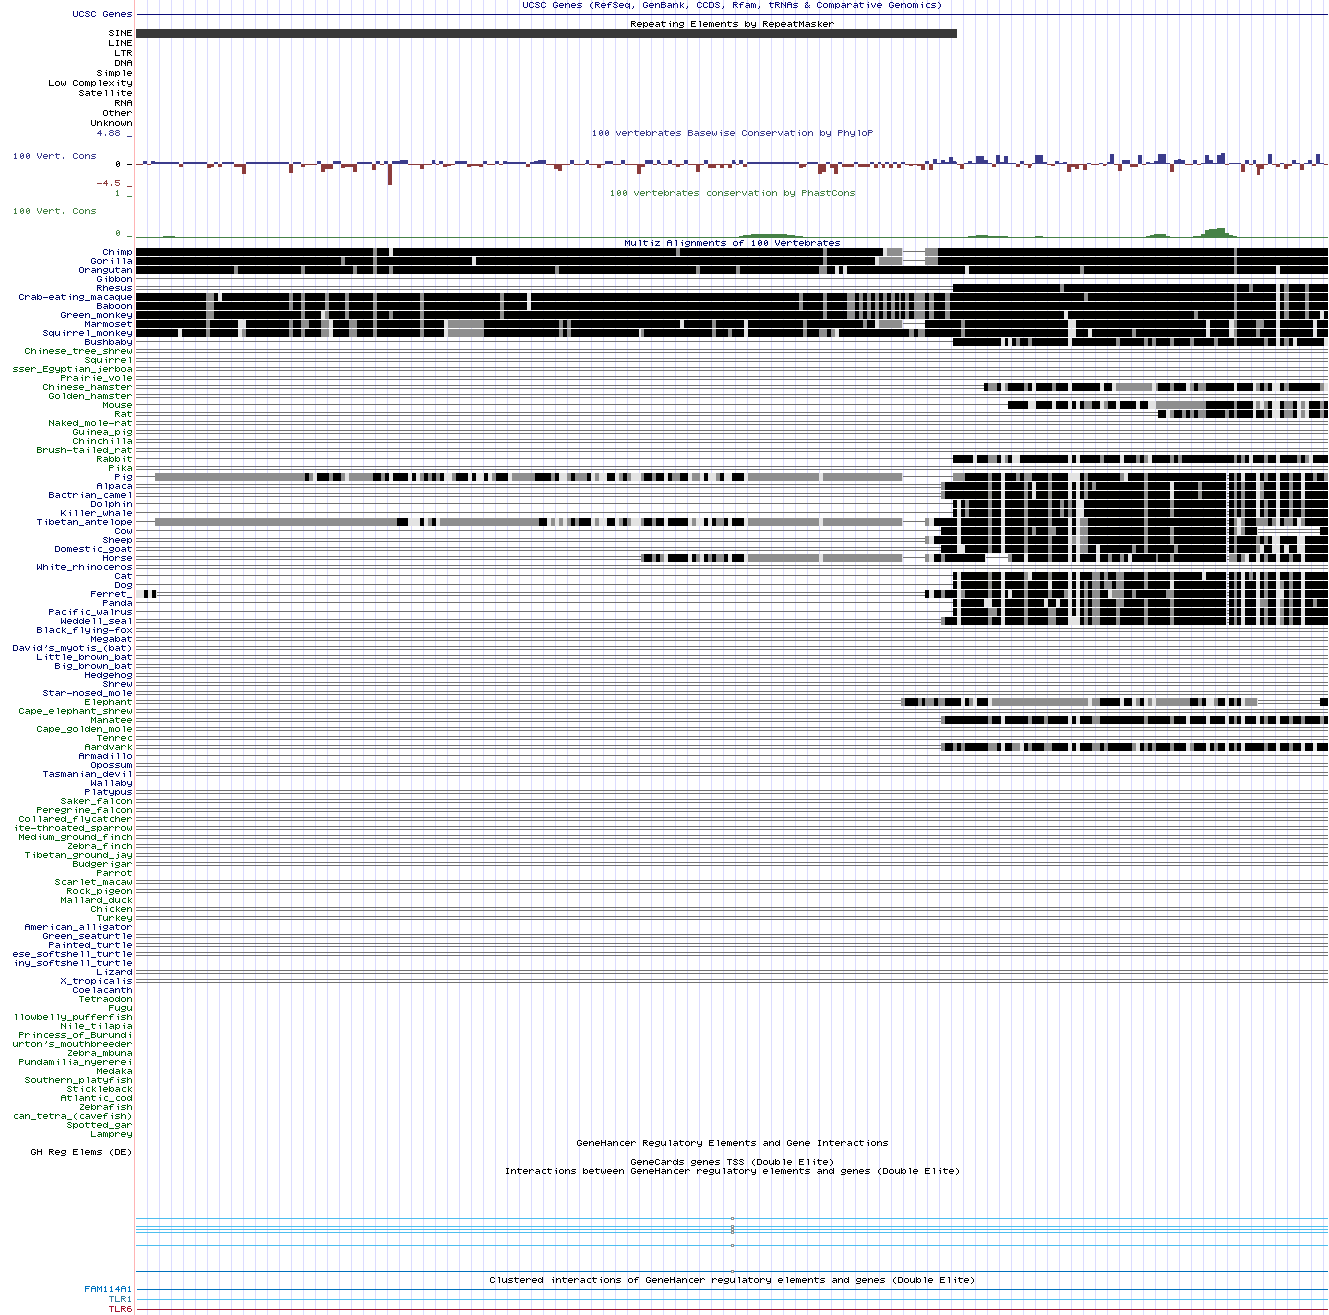 UCSC Genes (RefSeq, GenBank, CCDS, Rfam, tRNAs & Comparative Genomics)
UCSC Genes
Repeating Elements by RepeatMasker
SINE
LINE
LTR
DNA
Simple
Low Complexity
Satellite
RNA
Other
Unknown
100 vertebrates Basewise Conservation by PhyloP
4.88 _
100 Vert. Cons
0 _
-4.5 _
100 vertebrates conservation by PhastCons
1 _
100 Vert. Cons
0 _
Multiz Alignments of 100 Vertebrates
Chimp
Gorilla
Orangutan
Gibbon
Rhesus
Crab-eating_macaque
Baboon
Green_monkey
Marmoset
Squirrel_monkey
Bushbaby
Chinese_tree_shrew
Squirrel
sser_Egyptian_jerboa
Prairie_vole
Chinese_hamster
Golden_hamster
Mouse
Rat
Naked_mole-rat
Guinea_pig
Chinchilla
Brush-tailed_rat
Rabbit
Pika
Pig
Alpaca
Bactrian_camel
Dolphin
Killer_whale
Tibetan_antelope
Cow
Sheep
Domestic_goat
Horse
White_rhinoceros
Cat
Dog
Ferret_
Panda
Pacific_walrus
Weddell_seal
Black_flying-fox
Megabat
David's_myotis_(bat)
Little_brown_bat
Big_brown_bat
Hedgehog
Shrew
Star-nosed_mole
Elephant
Cape_elephant_shrew
Manatee
Cape_golden_mole
Tenrec
Aardvark
Armadillo
Opossum
Tasmanian_devil
Wallaby
Platypus
Saker_falcon
Peregrine_falcon
Collared_flycatcher
ite-throated_sparrow
Medium_ground_finch
Zebra_finch
Tibetan_ground_jay
Budgerigar
Parrot
Scarlet_macaw
Rock_pigeon
Mallard_duck
Chicken
Turkey
American_alligator
Green_seaturtle
Painted_turtle
ese_softshell_turtle
iny_softshell_turtle
Lizard
X_tropicalis
Coelacanth
Tetraodon
Fugu
llowbelly_pufferfish
Nile_tilapia
Princess_of_Burundi
urton's_mouthbreeder
Zebra_mbuna
Pundamilia_nyererei
Medaka
Southern_platyfish
Stickleback
Atlantic_cod
Zebrafish
can_tetra_(cavefish)
Spotted_gar
Lamprey
GeneHancer Regulatory Elements and Gene Interactions
GH Reg Elems (DE)
GeneCards genes TSS (Double Elite)
Interactions between GeneHancer regulatory elements and genes (Double Elite)
Clustered interactions of GeneHancer regulatory elements and genes (Double Elite)
FAM114A1
TLR1
TLR6